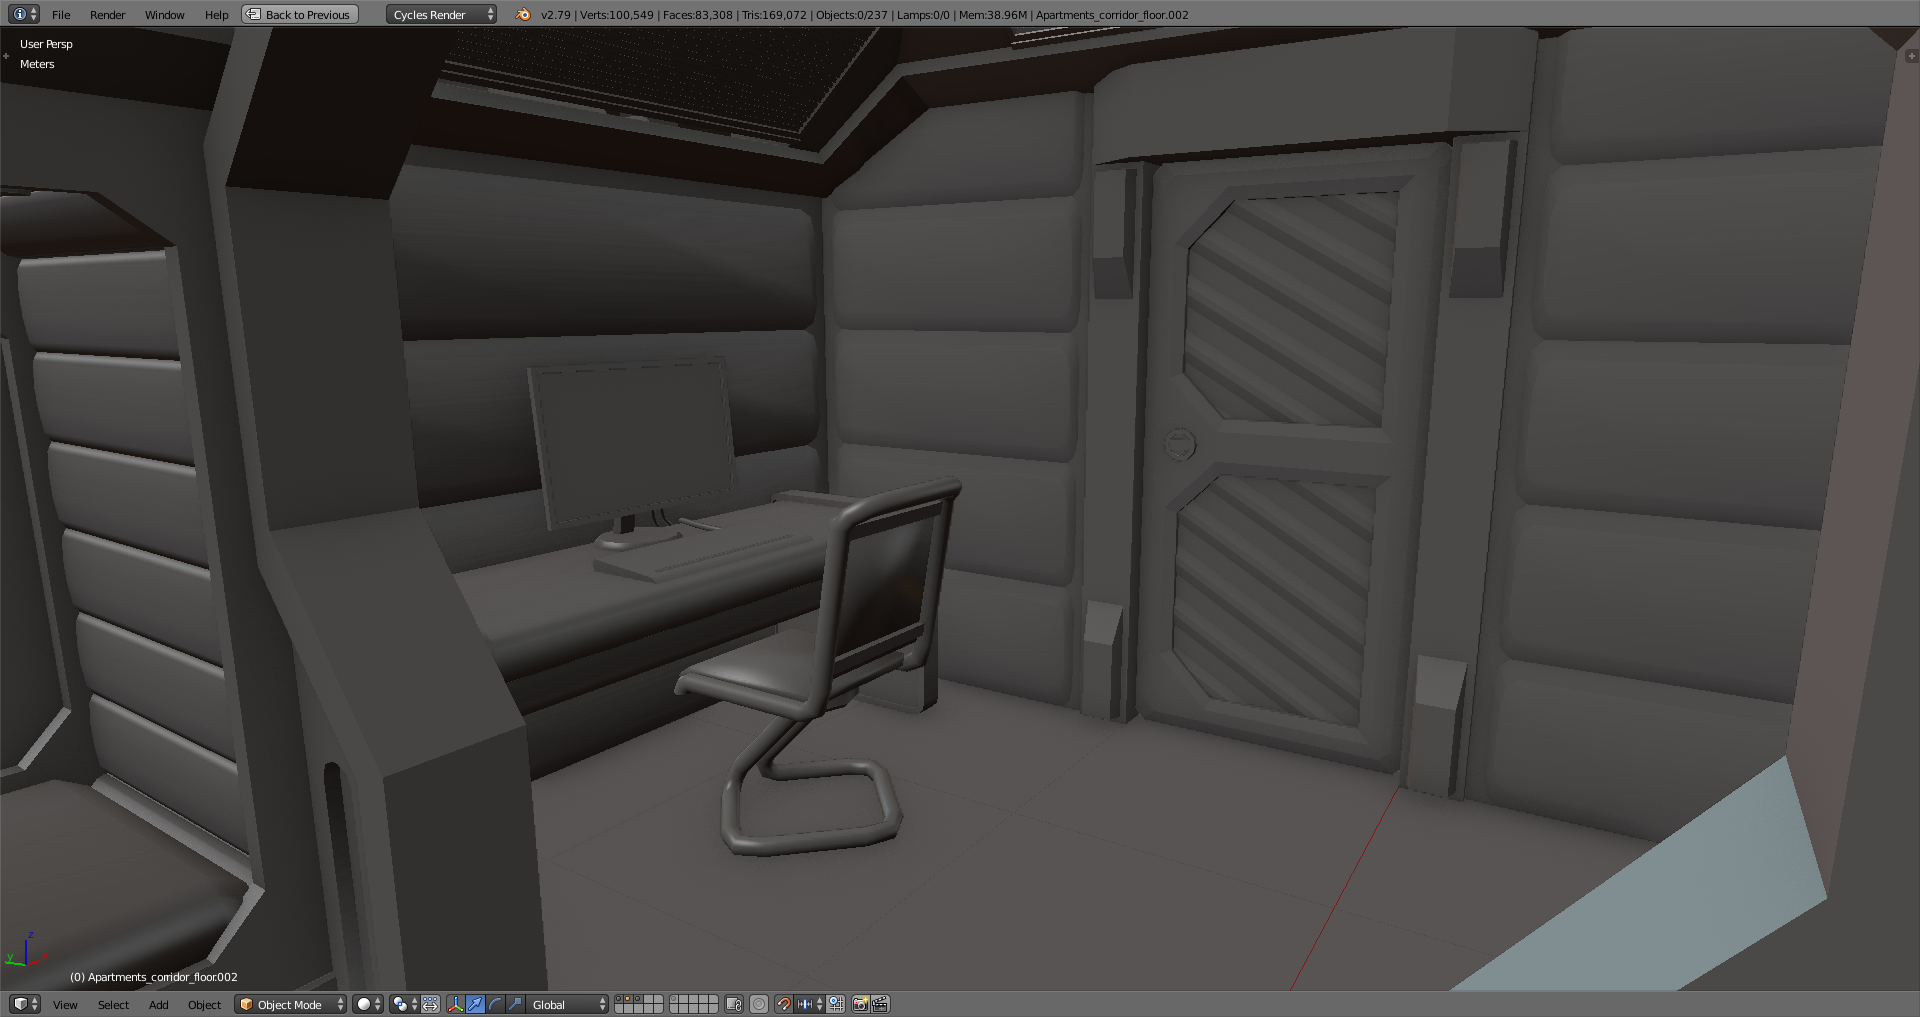 File Render Window Help Back to Previous Cycles Render v2.79 | Verts:100,549 | Faces:83,308 | Tris:169,072 | Objects:0/237 | Lamps:0/0 | Mem:38.96M | Apartments_corridor_floor.002
User Persp
Meters
z
y
x
(0) Apartments_corridor_floor.002
View Select Add Object Object Mode Global